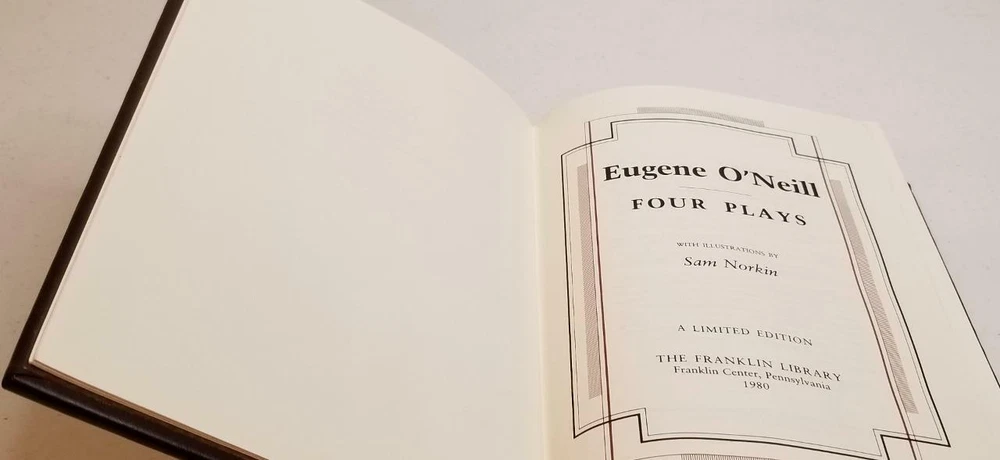 Eugene O'Neill
FOUR PLAYS
WITH ILLUSTRATIONS BY
Sam Norkin
A LIMITED EDITION
THE FRANKLIN LIBRARY
Franklin Center, Pennsylvania
1980